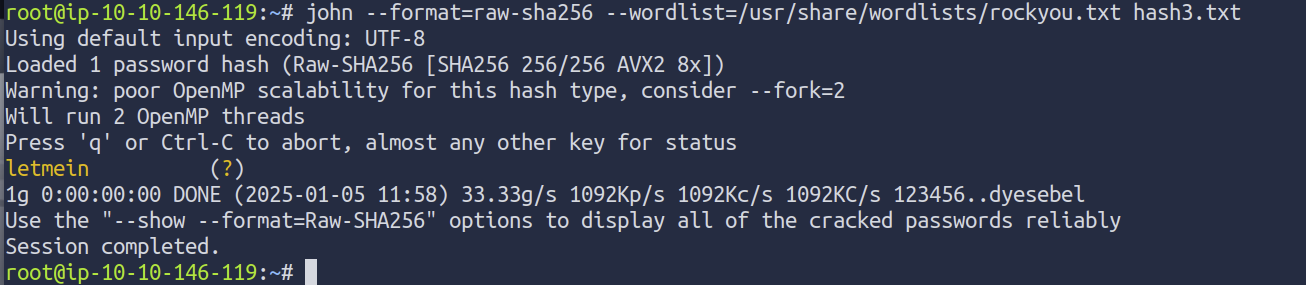 root@ip-10-10-146-119:~# john --format=raw-sha256 --wordlist=/usr/share/wordlists/rockyou.txt hash3.txt
Using default input encoding: UTF-8
Loaded 1 password hash (Raw-SHA256 [SHA256 256/256 AVX2 8x])
Warning: poor OpenMP scalability for this hash type, consider --fork=2
Will run 2 OpenMP threads
Press 'q' or Ctrl-C to abort, almost any other key for status
letmein          (?)
1g 0:00:00:00 DONE (2025-01-05 11:58) 33.33g/s 1092Kp/s 1092Kc/s 1092KC/s 123456..dyesebel
Use the "--show --format=Raw-SHA256" options to display all of the cracked passwords reliably
Session completed.
root@ip-10-10-146-119:~#